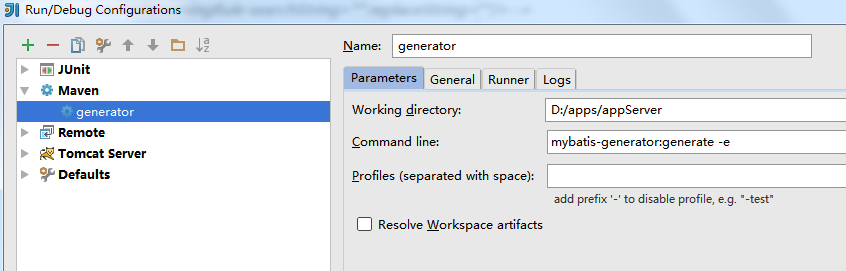 Run/Debug Configurations
Name: generator
JUnit
Maven
generator
Remote
Tomcat Server
Defaults
Parameters General Runner Logs
Working directory: D:/apps/appServer
Command line: mybatis-generator:generate -e
Profiles (separated with space):
add prefix '-' to disable profile, e.g. "-test"
Resolve Workspace artifacts